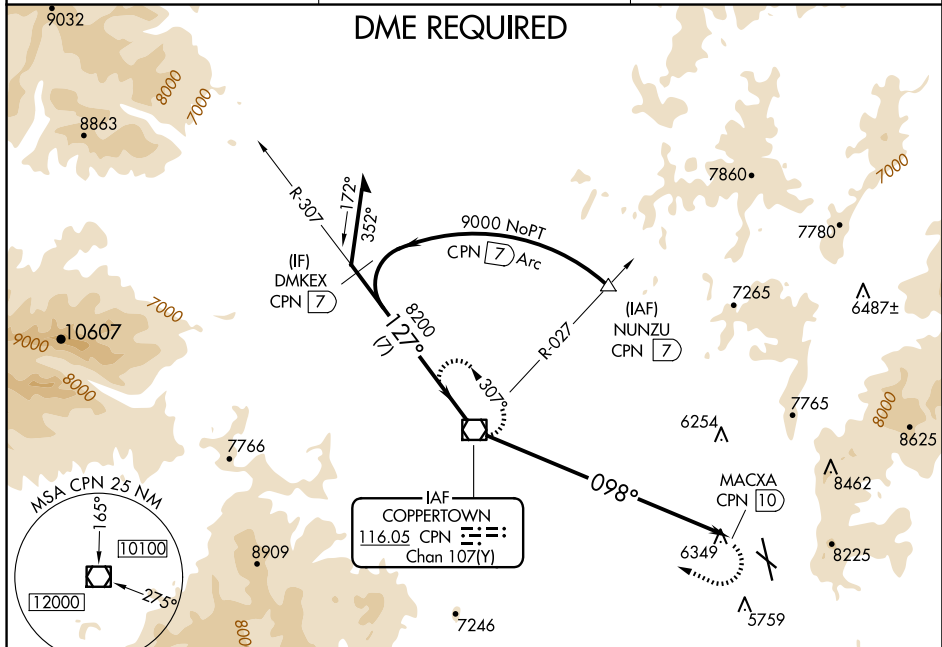 9032
DME REQUIRED
8000
7000
8863
7860
7000
R-307
172°
352°
9000 NoPT
CPN 7 Arc
7780
(IF)
DMKEX
CPN 7
7000
10607
9000
8000
8200
127°
(7)
R-027
(IAF)
NUNZU
CPN 7
7265
6487±
307°
7765
8000
8625
6254
7766
098°
MACXA
CPN 10
8462
MSA CPN 25 NM
165°
10100
12000
275°
IAF
COPPERTOWN
116.05 CPN
Chan 107(Y)
8909
6349
8225
5759
7246
800